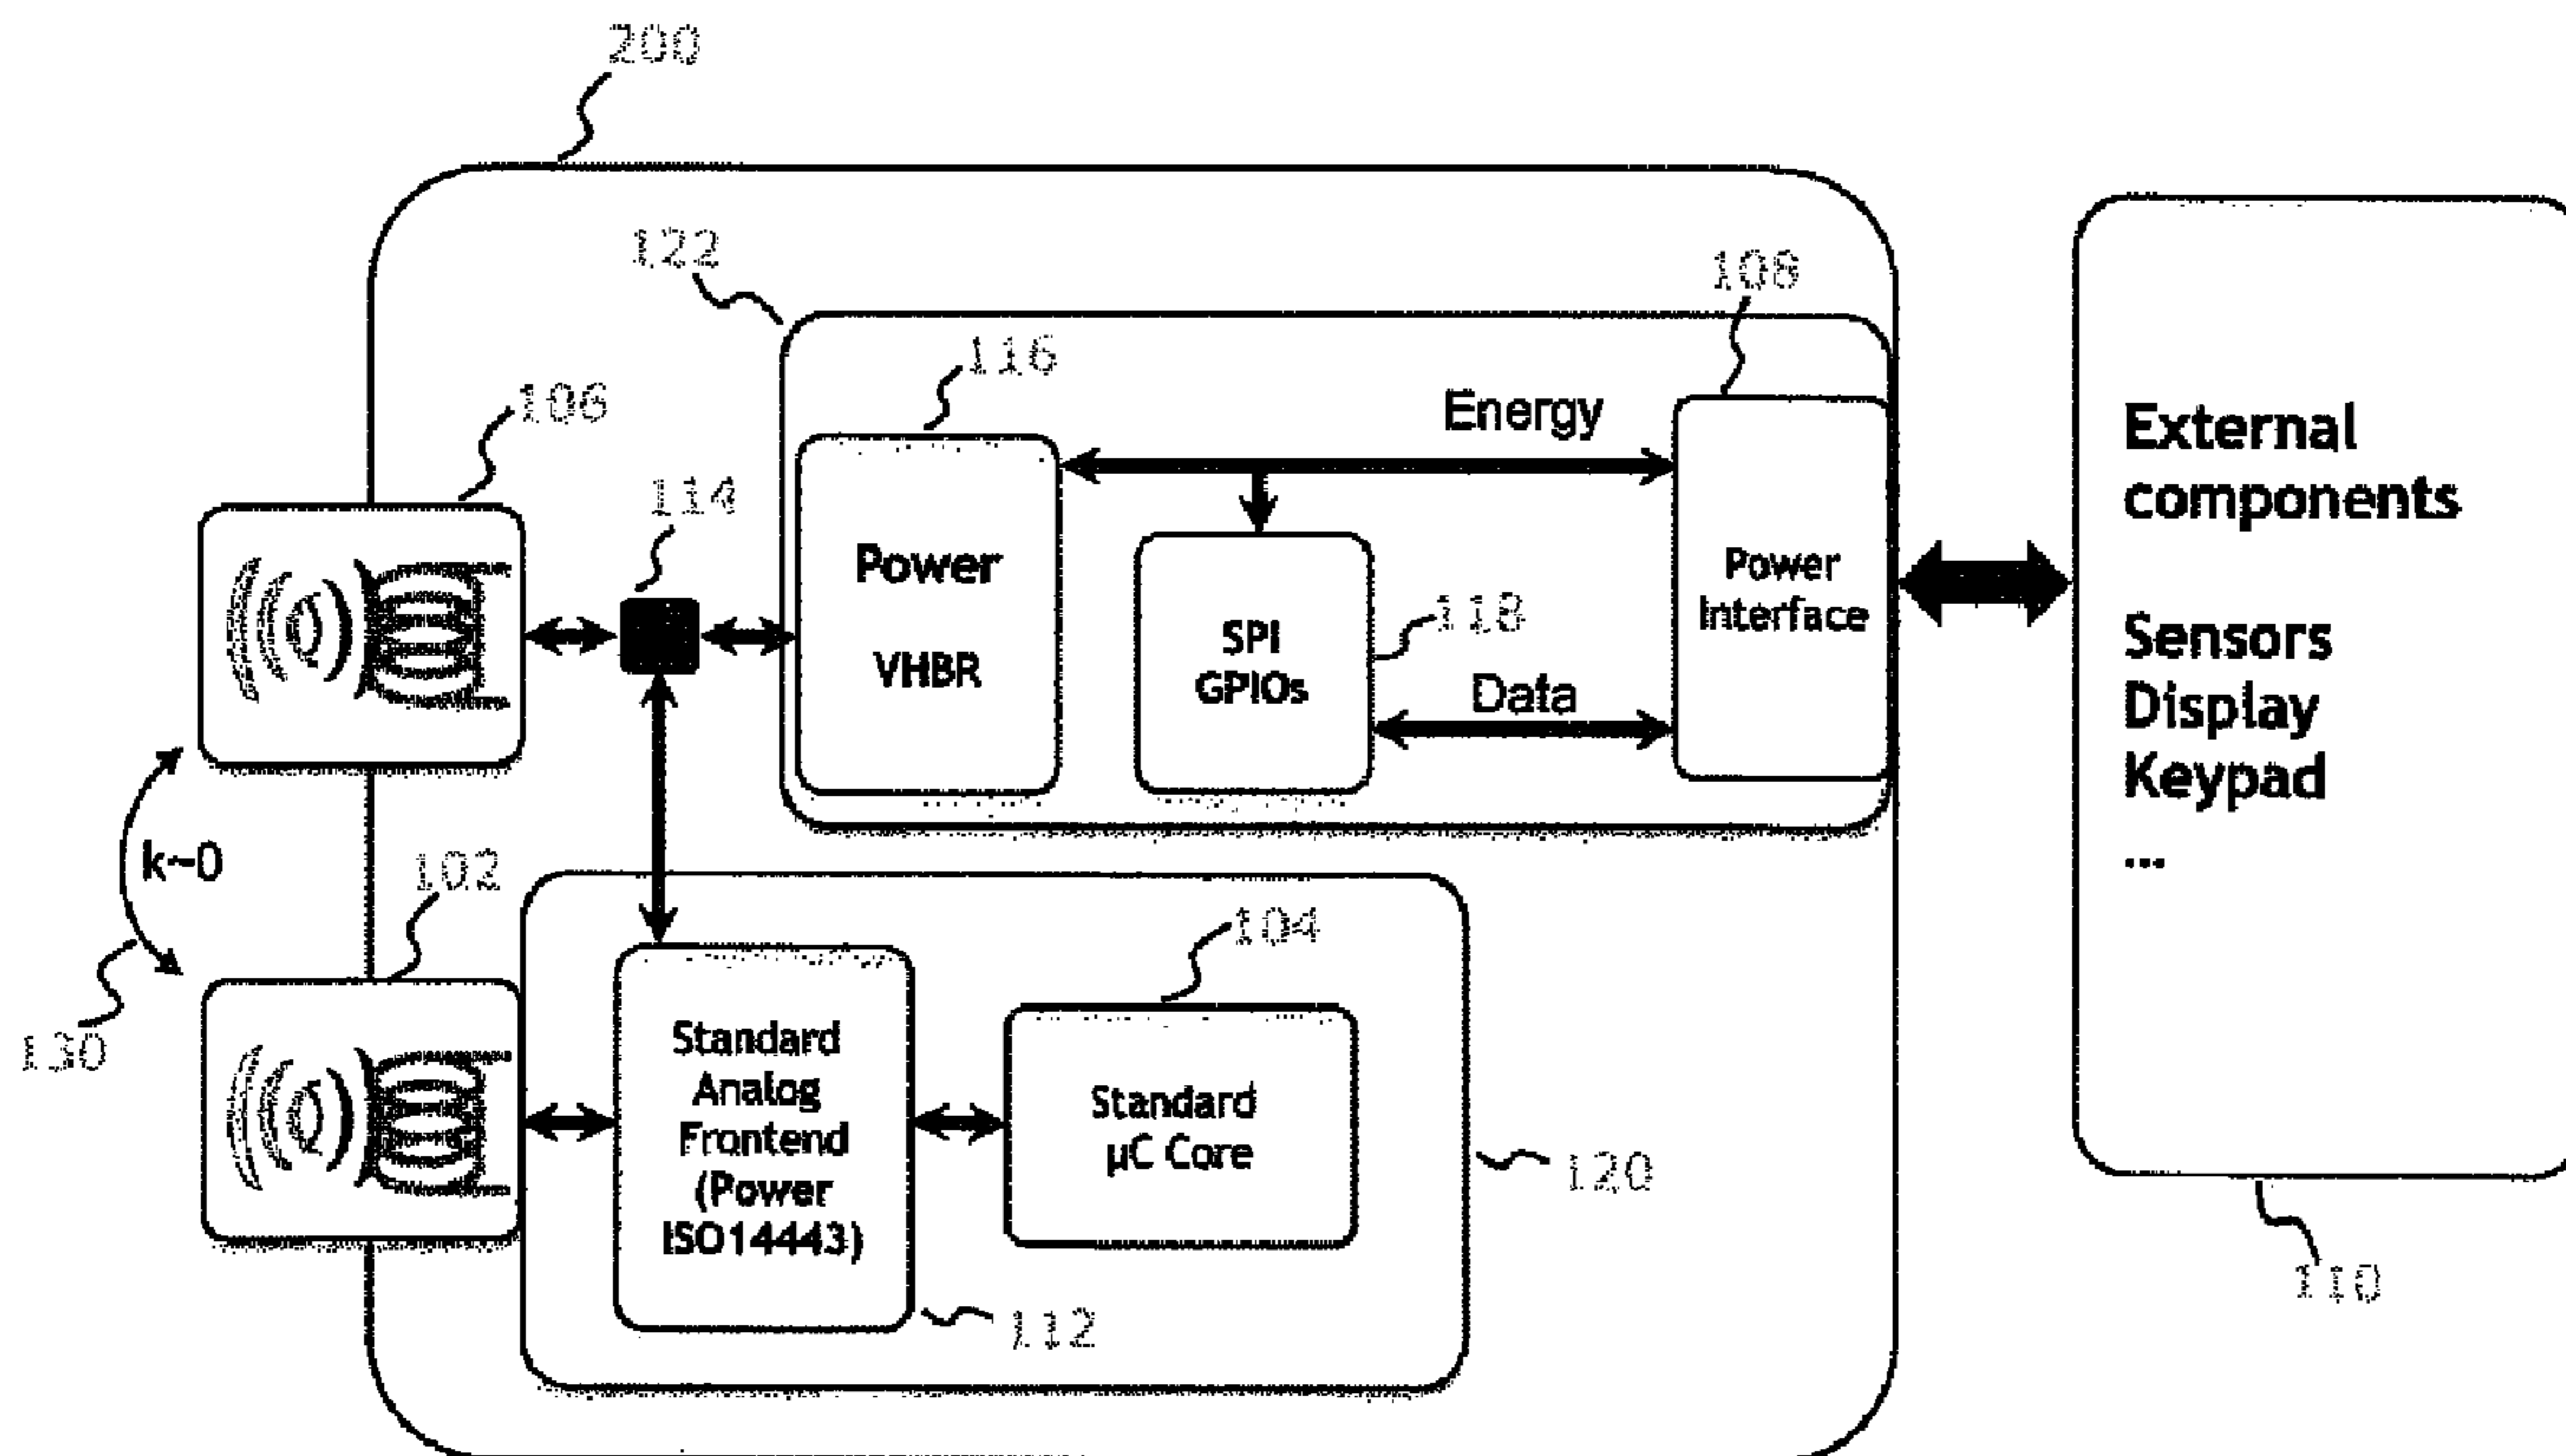 200
122
108
116
106
114
Energy
Power
VHBR
SPI
GPIOs
118
Data
Power
Interface
External
components
Sensors
Display
Keypad
...
k~0
130
102
104
Standard
Analog
Frontend
(Power
ISO14443)
Standard
µC Core
120
112
110